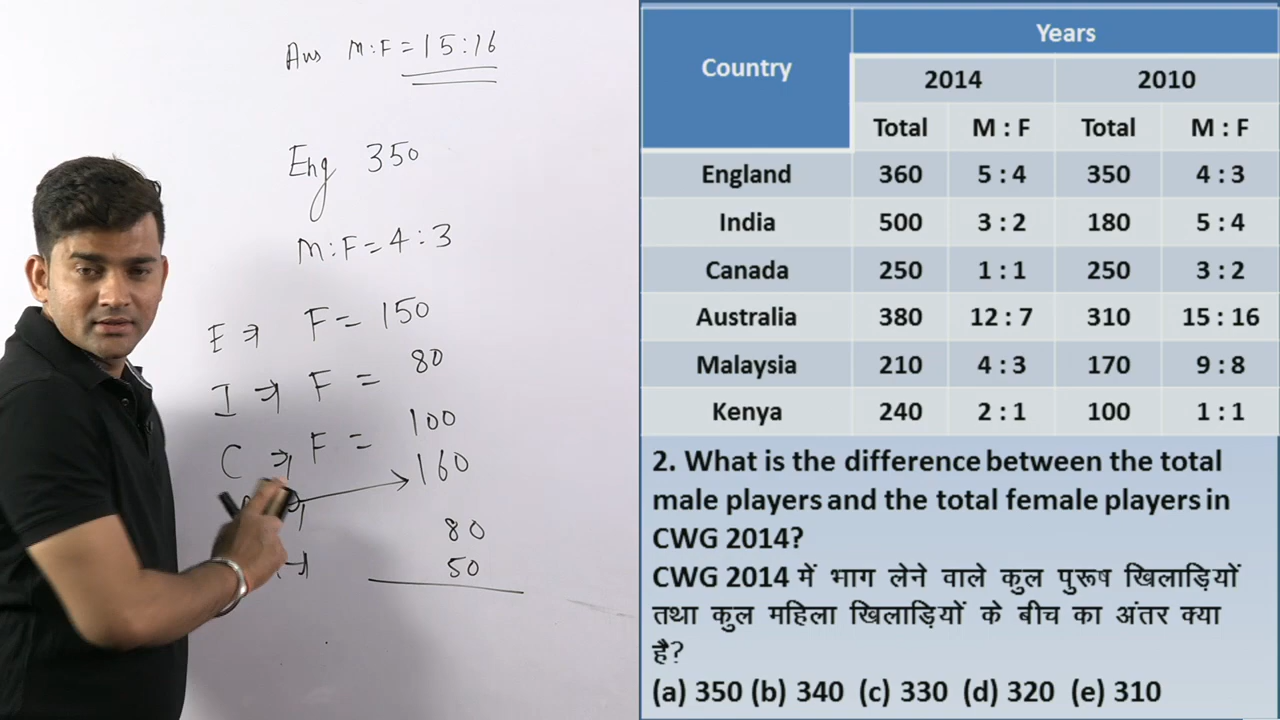 Ans M:F = 15:16
Eng 350
M:F = 4:3
E → F = 150
I → F = 80
C → F = 100
160
80
50
Country Years
2014 2010
Total M : F Total M : F
England 360 5 : 4 350 4 : 3
India 500 3 : 2 180 5 : 4
Canada 250 1 : 1 250 3 : 2
Australia 380 12 : 7 310 15 : 16
Malaysia 210 4 : 3 170 9 : 8
Kenya 240 2 : 1 100 1 : 1
2. What is the difference between the total
male players and the total female players in
CWG 2014?
CWG 2014 में भाग लेने वाले कुल पुरूष खिलाड़ियों
तथा कुल महिला खिलाड़ियों के बीच का अंतर क्या
है?
(a) 350 (b) 340 (c) 330 (d) 320 (e) 310